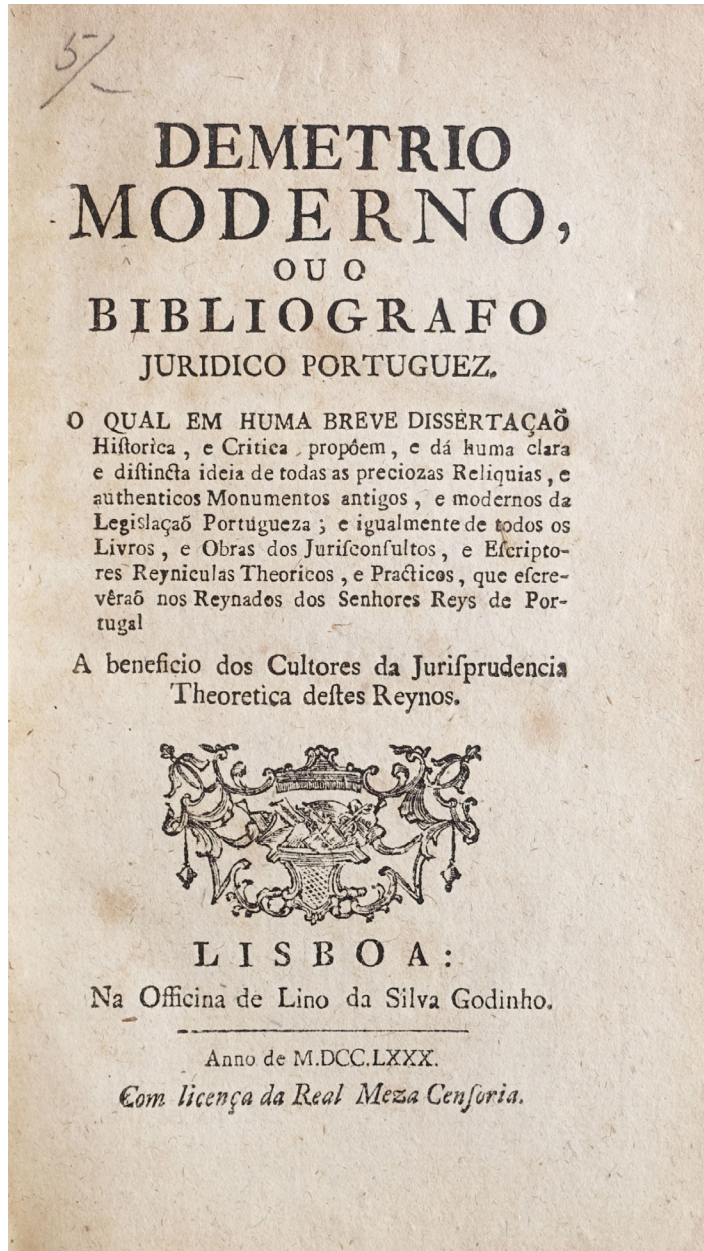 5/-
DEMETRIO
MODERNO,
OU O
BIBLIOGRAFO
JURIDICO PORTUGUEZ.
O QUAL EM HUMA BREVE DISSERTAÇAÕ
Hiſtorica, e Critica propôem, e dá huma clara
e diſtincta ideia de todas as preciozas Reliquias, e
authenticos Monumentos antigos, e modernos da
Legislaçaõ Portugueza; e igualmente de todos os
Livros, e Obras dos Juriſconſultos, e Eſcripto-
res Reyniculas Theoricos, e Practicos, que eſcre-
vêraõ nos Reynados dos Senhores Reys de Por-
tugal
A beneficio dos Cultores da Juriſprudencia
Theoretica deſtes Reynos.
LISBOA:
Na Officina de Lino da Silva Godinho.
Anno de M.DCC.LXXX.
Com licença da Real Meza Cenſoria.